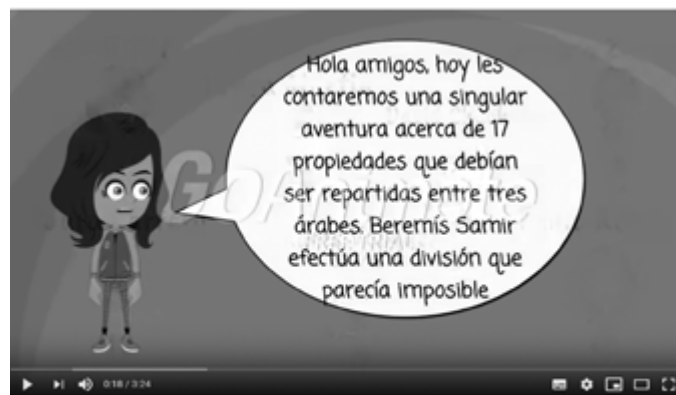 Hola amigos, hoy les
contaremos una singular
aventura acerca de 17
propiedades que debían
ser repartidas entre tres
árabes. Beremís Samir
efectúa una división que
parecía imposible
GoAnimate
0:18 / 3:24